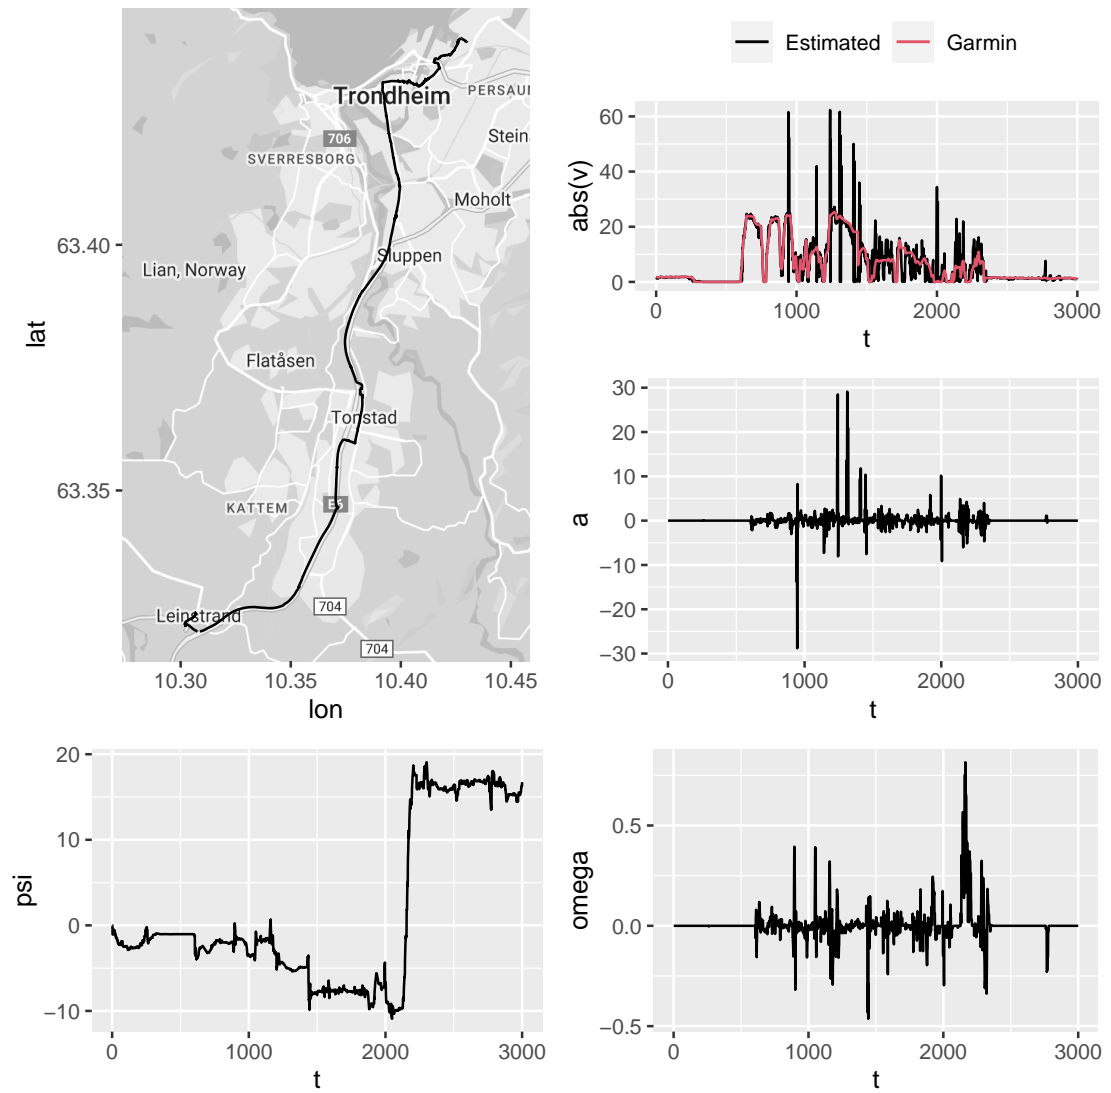 Trondheim
PERSAUN
706
Stein
SVERRESBORG
Moholt
63.40
Sluppen
Lian, Norway
lat
Flatåsen
Tonstad
63.35
KATTEM
E6
704
Leinstrand
704
10.30 10.35 10.40 10.45
lon
Estimated Garmin
60
40
20
0
abs(v)
0 1000 2000 3000
t
30
20
10
0
−10
−20
−30
a
0 1000 2000 3000
t
20
10
0
−10
psi
0 1000 2000 3000
t
0.5
0.0
−0.5
omega
0 1000 2000 3000
t